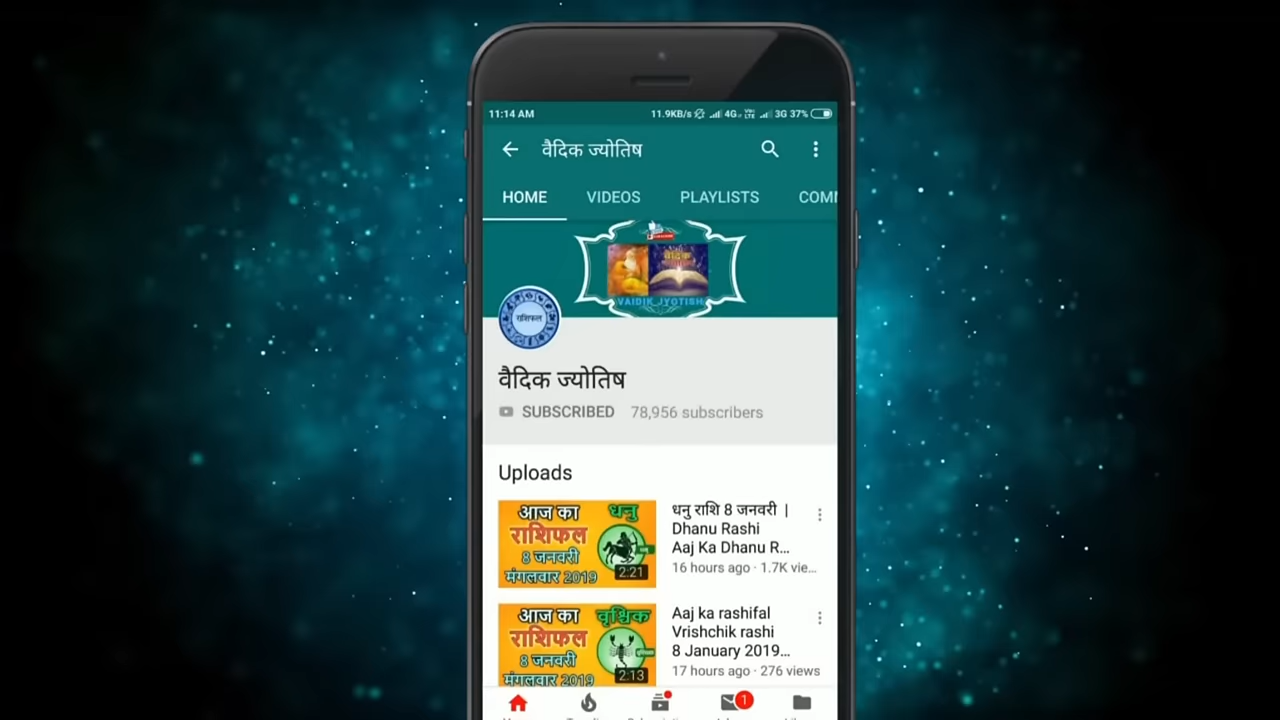 11:14 AM
11.9KB/s 4G VoLTE 3G 37%
वैदिक ज्योतिष
HOME VIDEOS PLAYLISTS COMM
वैदिक
VAIDIK JYOTISH
राशिफल
वैदिक ज्योतिष
SUBSCRIBED 78,956 subscribers
Uploads
आज का धनु
राशिफल
8 जनवरी
मंगलवार 2019
2:21
धनु राशि 8 जनवरी |
Dhanu Rashi
Aaj Ka Dhanu R...
16 hours ago · 1.7K vie...
आज का वृश्चिक
राशिफल
8 जनवरी
मंगलवार 2019
2:13
Aaj ka rashifal
Vrishchik rashi
8 January 2019...
17 hours ago · 276 views
1